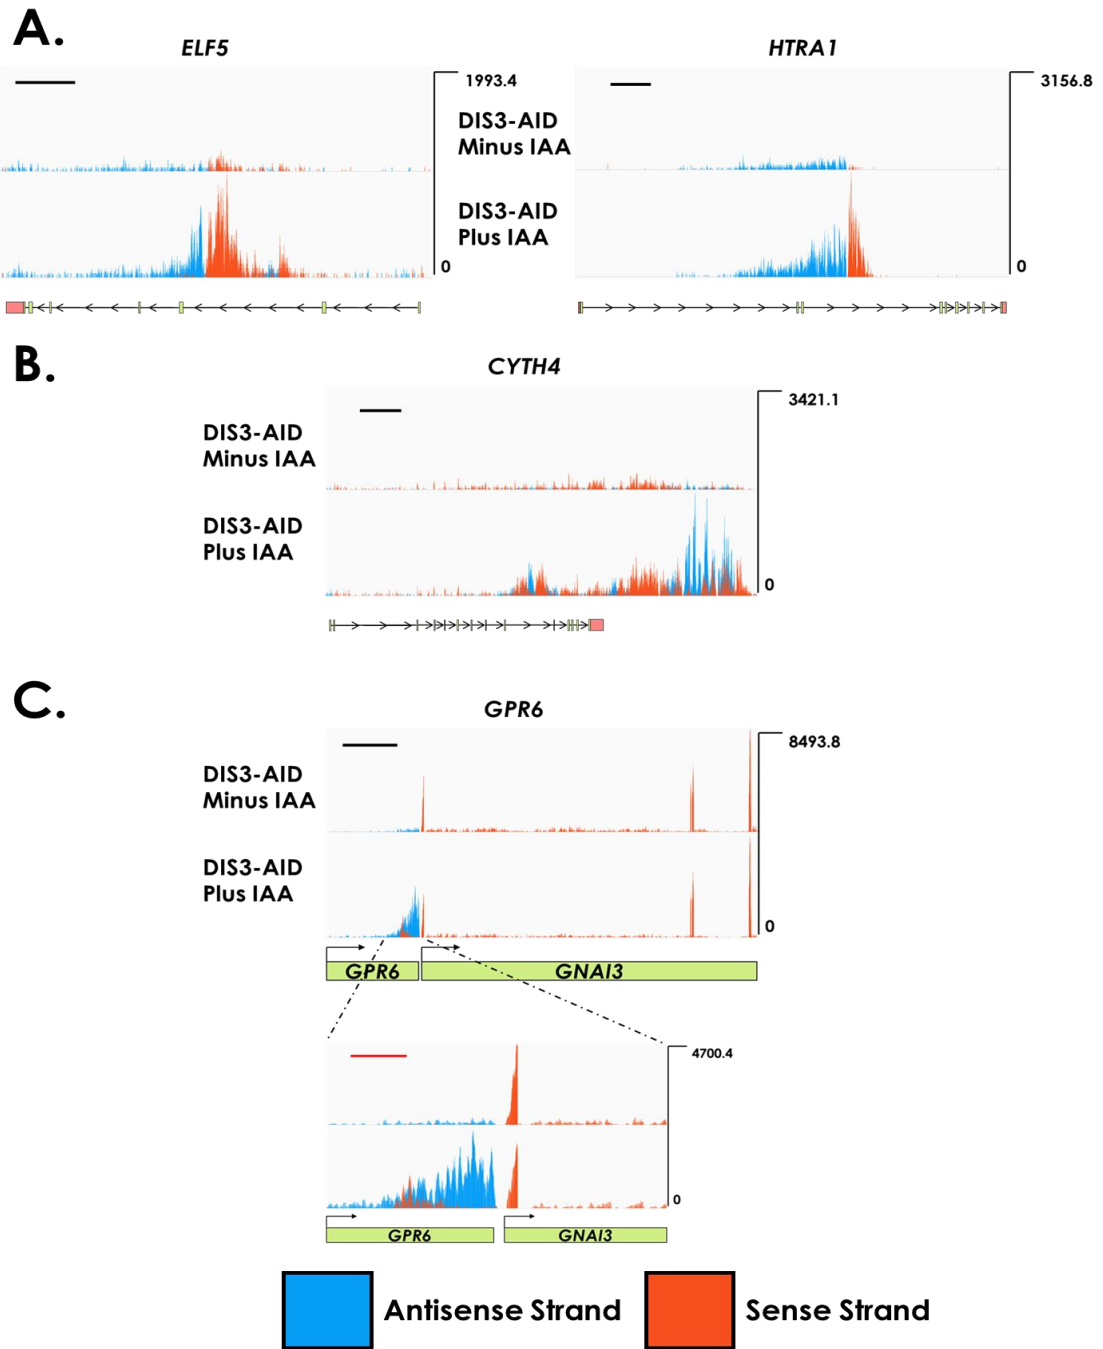 A.
ELF5
HTRA1
1993.4
3156.8
DIS3-AID
Minus IAA
DIS3-AID
Plus IAA
0
0
B.
CYTH4
3421.1
DIS3-AID
Minus IAA
DIS3-AID
Plus IAA
0
C.
GPR6
8493.8
DIS3-AID
Minus IAA
DIS3-AID
Plus IAA
0
GPR6
GNAI3
4700.4
0
GPR6
GNAI3
Antisense Strand
Sense Strand